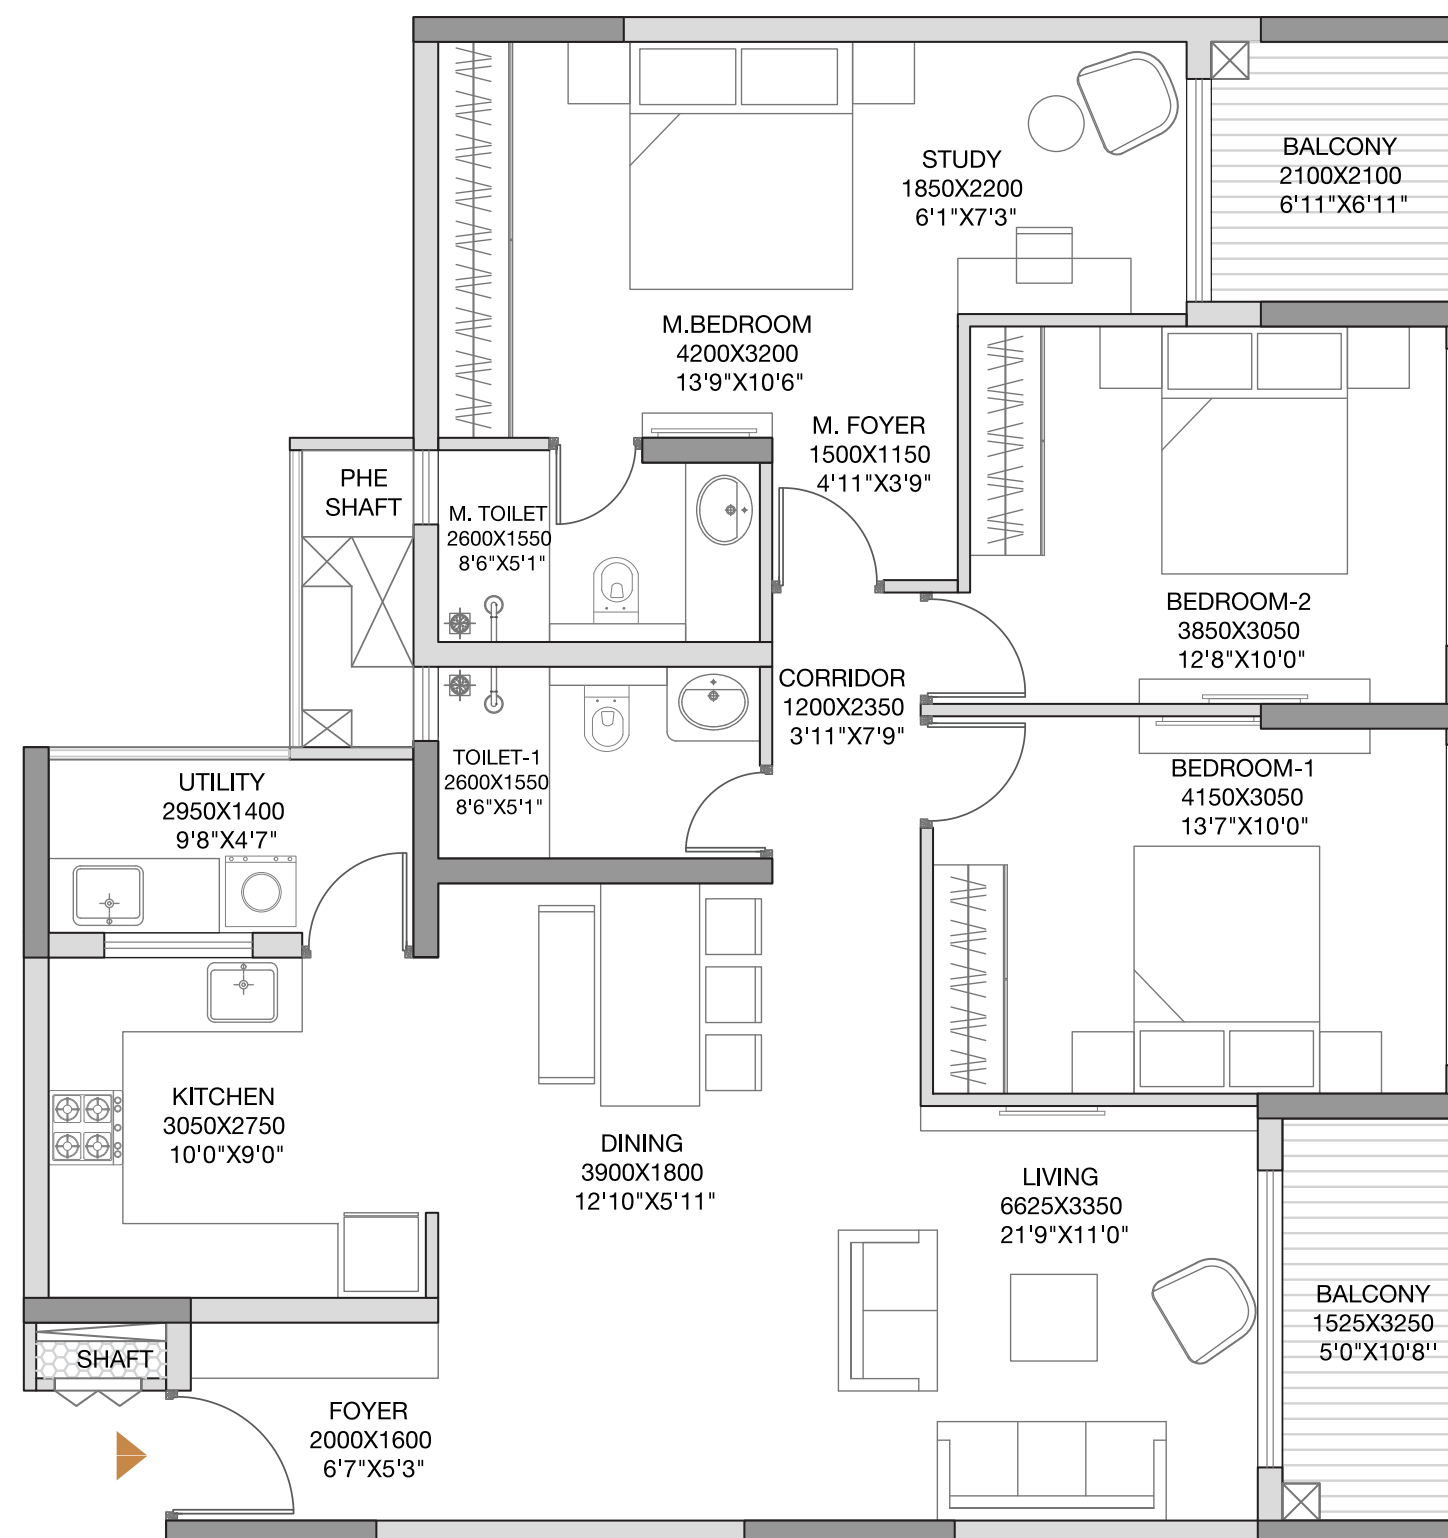 STUDY
1850X2200
6'1"X7'3"
BALCONY
2100X2100
6'11"X6'11"
M.BEDROOM
4200X3200
13'9"X10'6"
M. FOYER
1500X1150
4'11"X3'9"
PHE
SHAFT
M. TOILET
2600X1550
8'6"X5'1"
BEDROOM-2
3850X3050
12'8"X10'0"
CORRIDOR
1200X2350
3'11"X7'9"
TOILET-1
2600X1550
8'6"X5'1"
UTILITY
2950X1400
9'8"X4'7"
BEDROOM-1
4150X3050
13'7"X10'0"
KITCHEN
3050X2750
10'0"X9'0"
DINING
3900X1800
12'10"X5'11"
LIVING
6625X3350
21'9"X11'0"
BALCONY
1525X3250
5'0"X10'8''
SHAFT
FOYER
2000X1600
6'7"X5'3"